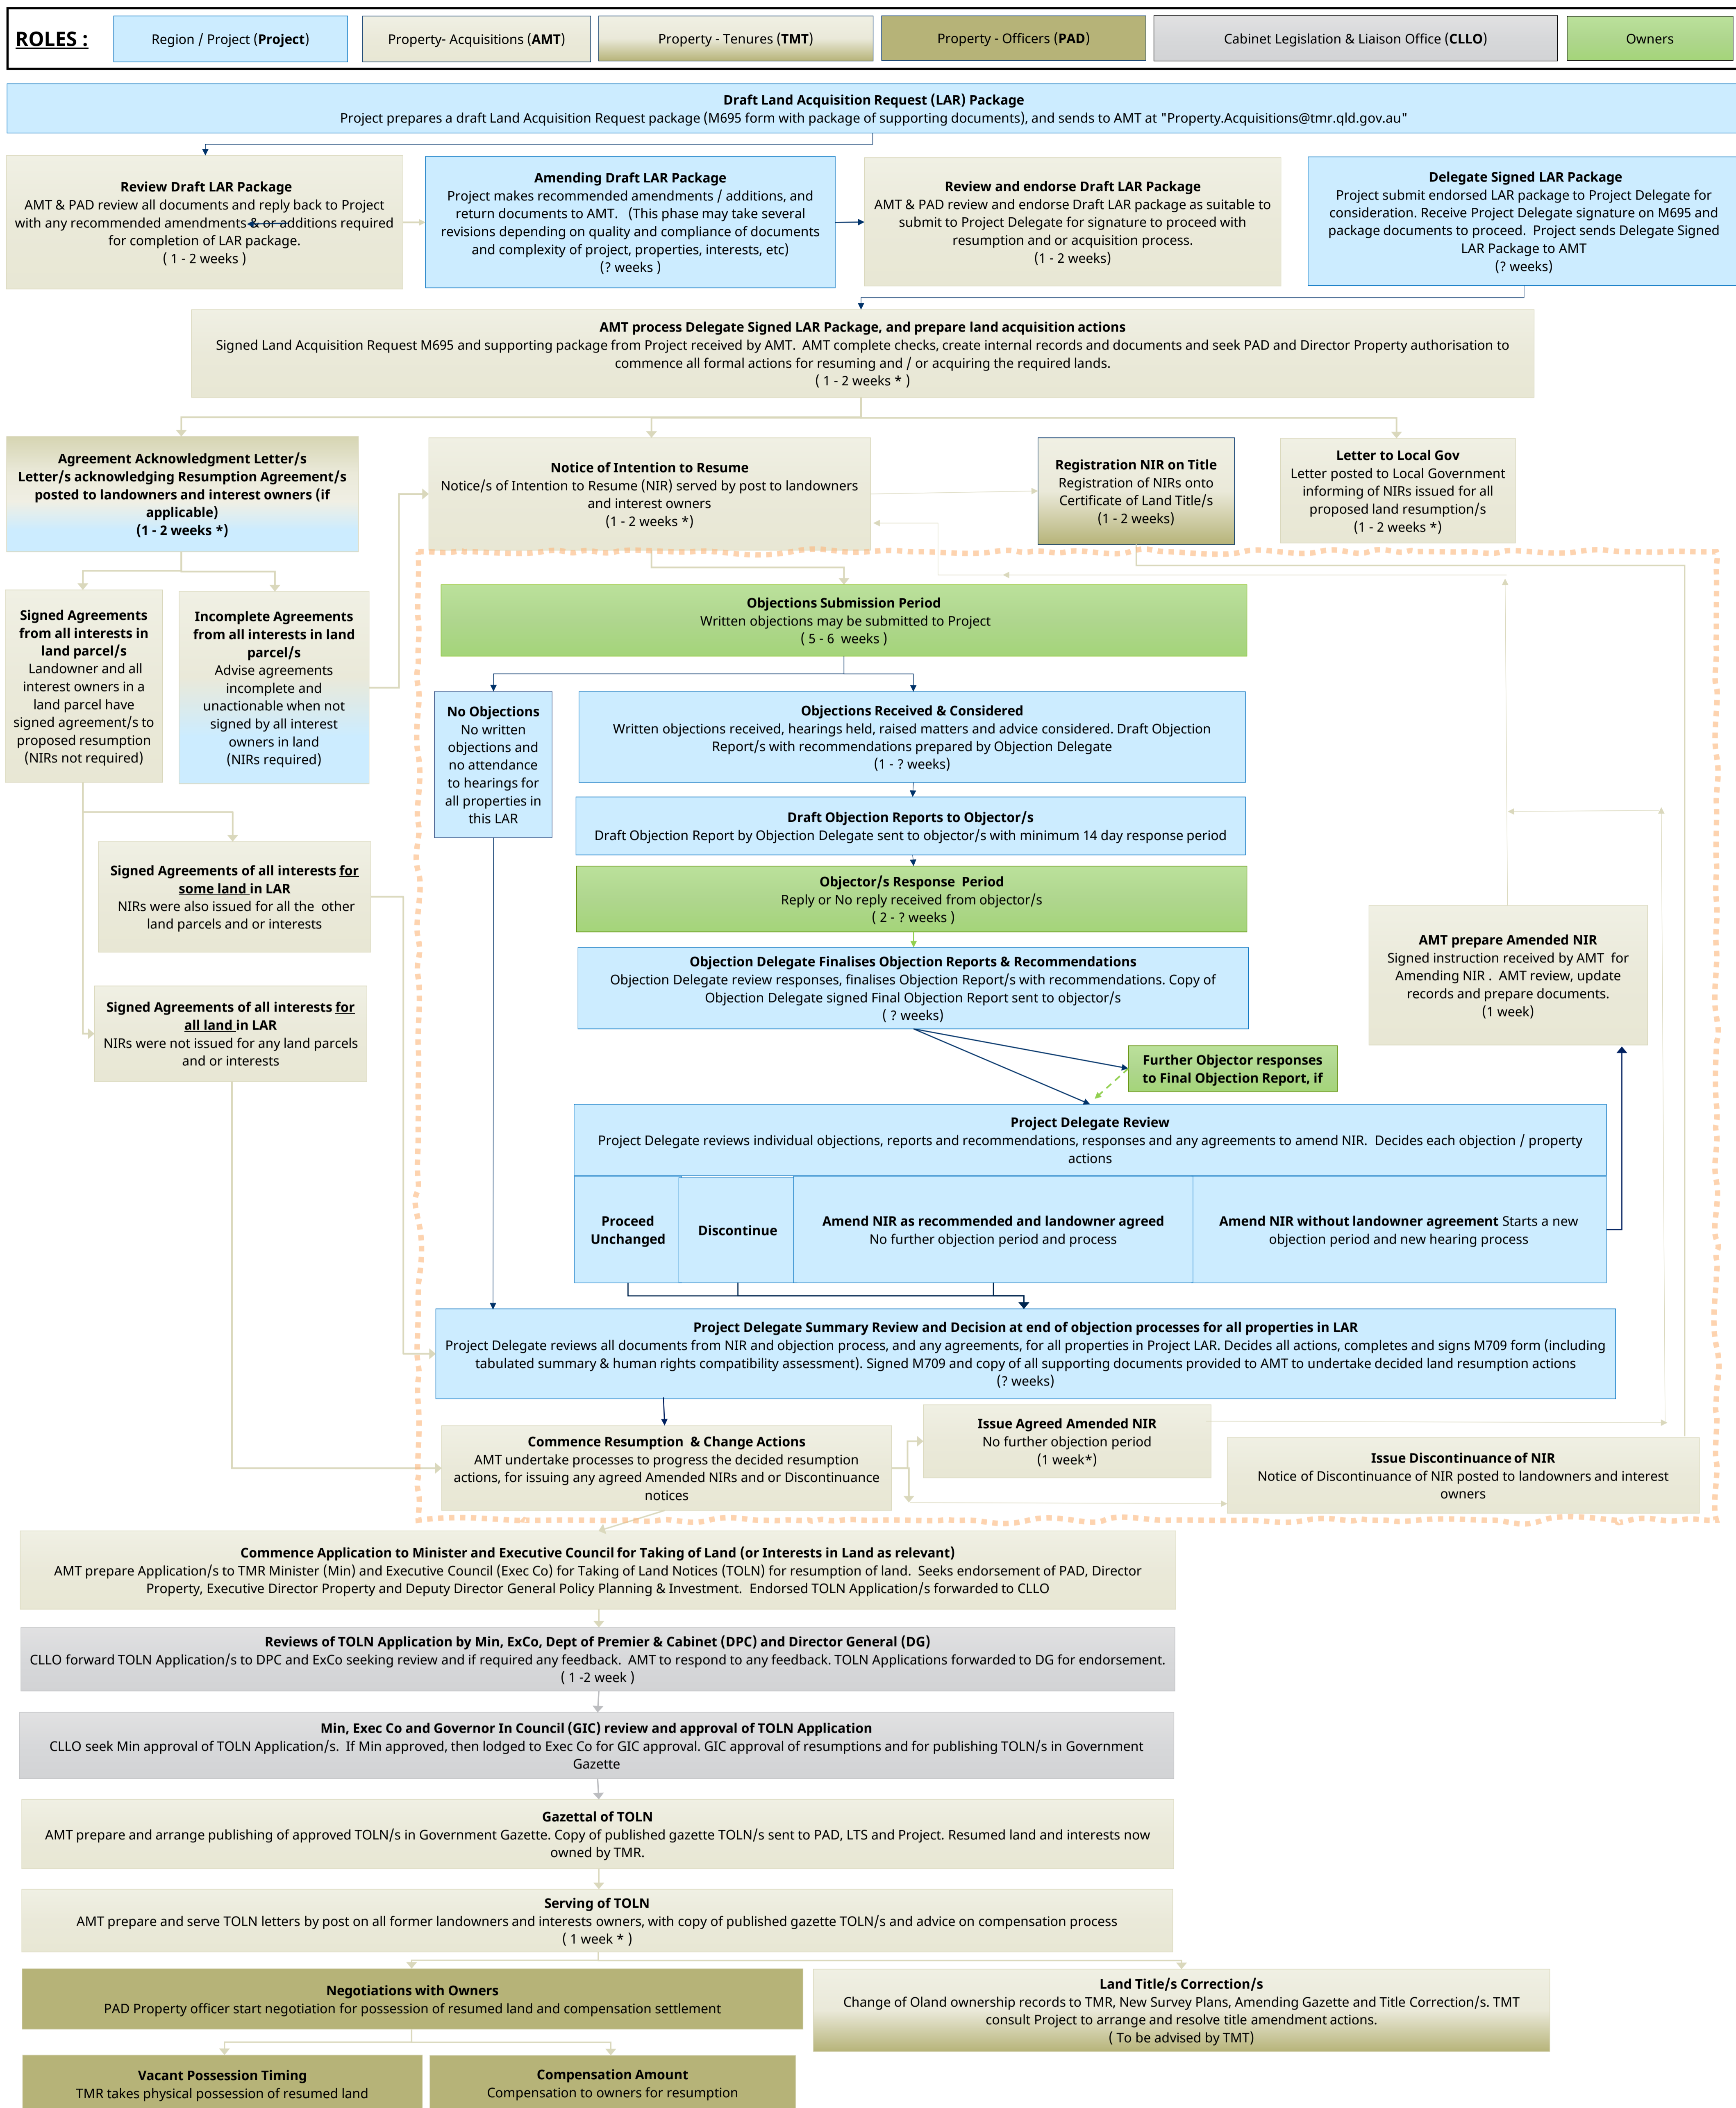 ROLES :
Region / Project (Project)
Property- Acquisitions (AMT)
Property - Tenures (TMT)
Property - Officers (PAD)
Cabinet Legislation & Liaison Office (CLLO)
Owners
Draft Land Acquisition Request (LAR) Package
Project prepares a draft Land Acquisition Request package (M695 form with package of supporting documents), and sends to AMT at "Property.Acquisitions@tmr.qld.gov.au"
Review Draft LAR Package
AMT & PAD review all documents and reply back to Project
with any recommended amendments & or additions required
for completion of LAR package.
( 1 - 2 weeks )
Amending Draft LAR Package
Project makes recommended amendments / additions, and
return documents to AMT. (This phase may take several
revisions depending on quality and compliance of documents
and complexity of project, properties, interests, etc)
(? weeks )
Review and endorse Draft LAR Package
AMT & PAD review and endorse Draft LAR package as suitable to
submit to Project Delegate for signature to proceed with
resumption and or acquisition process.
(1 - 2 weeks)
Delegate Signed LAR Package
Project submit endorsed LAR package to Project Delegate for
consideration. Receive Project Delegate signature on M695 and
package documents to proceed. Project sends Delegate Signed
LAR Package to AMT
(? weeks)
AMT process Delegate Signed LAR Package, and prepare land acquisition actions
Signed Land Acquisition Request M695 and supporting package from Project received by AMT. AMT complete checks, create internal records and documents and seek PAD and Director Property authorisation to
commence all formal actions for resuming and / or acquiring the required lands.
( 1 - 2 weeks * )
Agreement Acknowledgment Letter/s
Letter/s acknowledging Resumption Agreement/s
posted to landowners and interest owners (if
applicable)
(1 - 2 weeks *)
Notice of Intention to Resume
Notice/s of Intention to Resume (NIR) served by post to landowners
and interest owners
(1 - 2 weeks *)
Registration NIR on Title
Registration of NIRs onto
Certificate of Land Title/s
(1 - 2 weeks)
Letter to Local Gov
Letter posted to Local Government
informing of NIRs issued for all
proposed land resumption/s
(1 - 2 weeks *)
Signed Agreements
from all interests in
land parcel/s
Landowner and all
interest owners in a
land parcel have
signed agreement/s to
proposed resumption
(NIRs not required)
Incomplete Agreements
from all interests in land
parcel/s
Advise agreements
incomplete and
unactionable when not
signed by all interest
owners in land
(NIRs required)
Objections Submission Period
Written objections may be submitted to Project
( 5 - 6 weeks )
No Objections
No written
objections and
no attendance
to hearings for
all properties in
this LAR
Objections Received & Considered
Written objections received, hearings held, raised matters and advice considered. Draft Objection
Report/s with recommendations prepared by Objection Delegate
(1 - ? weeks)
Draft Objection Reports to Objector/s
Draft Objection Report by Objection Delegate sent to objector/s with minimum 14 day response period
Objector/s Response Period
Reply or No reply received from objector/s
( 2 - ? weeks )
Objection Delegate Finalises Objection Reports & Recommendations
Objection Delegate review responses, finalises Objection Report/s with recommendations. Copy of
Objection Delegate signed Final Objection Report sent to objector/s
( ? weeks)
Signed Agreements of all interests for
some land in LAR
NIRs were also issued for all the other
land parcels and or interests
Signed Agreements of all interests for
all land in LAR
NIRs were not issued for any land parcels
and or interests
AMT prepare Amended NIR
Signed instruction received by AMT for
Amending NIR . AMT review, update
records and prepare documents.
(1 week)
Further Objector responses
to Final Objection Report, if
Project Delegate Review
Project Delegate reviews individual objections, reports and recommendations, responses and any agreements to amend NIR. Decides each objection / property
actions
Proceed
Unchanged
Discontinue
Amend NIR as recommended and landowner agreed
No further objection period and process
Amend NIR without landowner agreement Starts a new
objection period and new hearing process
Project Delegate Summary Review and Decision at end of objection processes for all properties in LAR
Project Delegate reviews all documents from NIR and objection process, and any agreements, for all properties in Project LAR. Decides all actions, completes and signs M709 form (including
tabulated summary & human rights compatibility assessment). Signed M709 and copy of all supporting documents provided to AMT to undertake decided land resumption actions
(? weeks)
Commence Resumption & Change Actions
AMT undertake processes to progress the decided resumption
actions, for issuing any agreed Amended NIRs and or Discontinuance
notices
Issue Agreed Amended NIR
No further objection period
(1 week*)
Issue Discontinuance of NIR
Notice of Discontinuance of NIR posted to landowners and interest
owners
Commence Application to Minister and Executive Council for Taking of Land (or Interests in Land as relevant)
AMT prepare Application/s to TMR Minister (Min) and Executive Council (Exec Co) for Taking of Land Notices (TOLN) for resumption of land. Seeks endorsement of PAD, Director
Property, Executive Director Property and Deputy Director General Policy Planning & Investment. Endorsed TOLN Application/s forwarded to CLLO
Reviews of TOLN Application by Min, ExCo, Dept of Premier & Cabinet (DPC) and Director General (DG)
CLLO forward TOLN Application/s to DPC and ExCo seeking review and if required any feedback. AMT to respond to any feedback. TOLN Applications forwarded to DG for endorsement.
( 1 -2 week )
Min, Exec Co and Governor In Council (GIC) review and approval of TOLN Application
CLLO seek Min approval of TOLN Application/s. If Min approved, then lodged to Exec Co for GIC approval. GIC approval of resumptions and for publishing TOLN/s in Government
Gazette
Gazettal of TOLN
AMT prepare and arrange publishing of approved TOLN/s in Government Gazette. Copy of published gazette TOLN/s sent to PAD, LTS and Project. Resumed land and interests now
owned by TMR.
Serving of TOLN
AMT prepare and serve TOLN letters by post on all former landowners and interests owners, with copy of published gazette TOLN/s and advice on compensation process
( 1 week * )
Negotiations with Owners
PAD Property officer start negotiation for possession of resumed land and compensation settlement
Land Title/s Correction/s
Change of Oland ownership records to TMR, New Survey Plans, Amending Gazette and Title Correction/s. TMT
consult Project to arrange and resolve title amendment actions.
( To be advised by TMT)
Vacant Possession Timing
TMR takes physical possession of resumed land
Compensation Amount
Compensation to owners for resumption